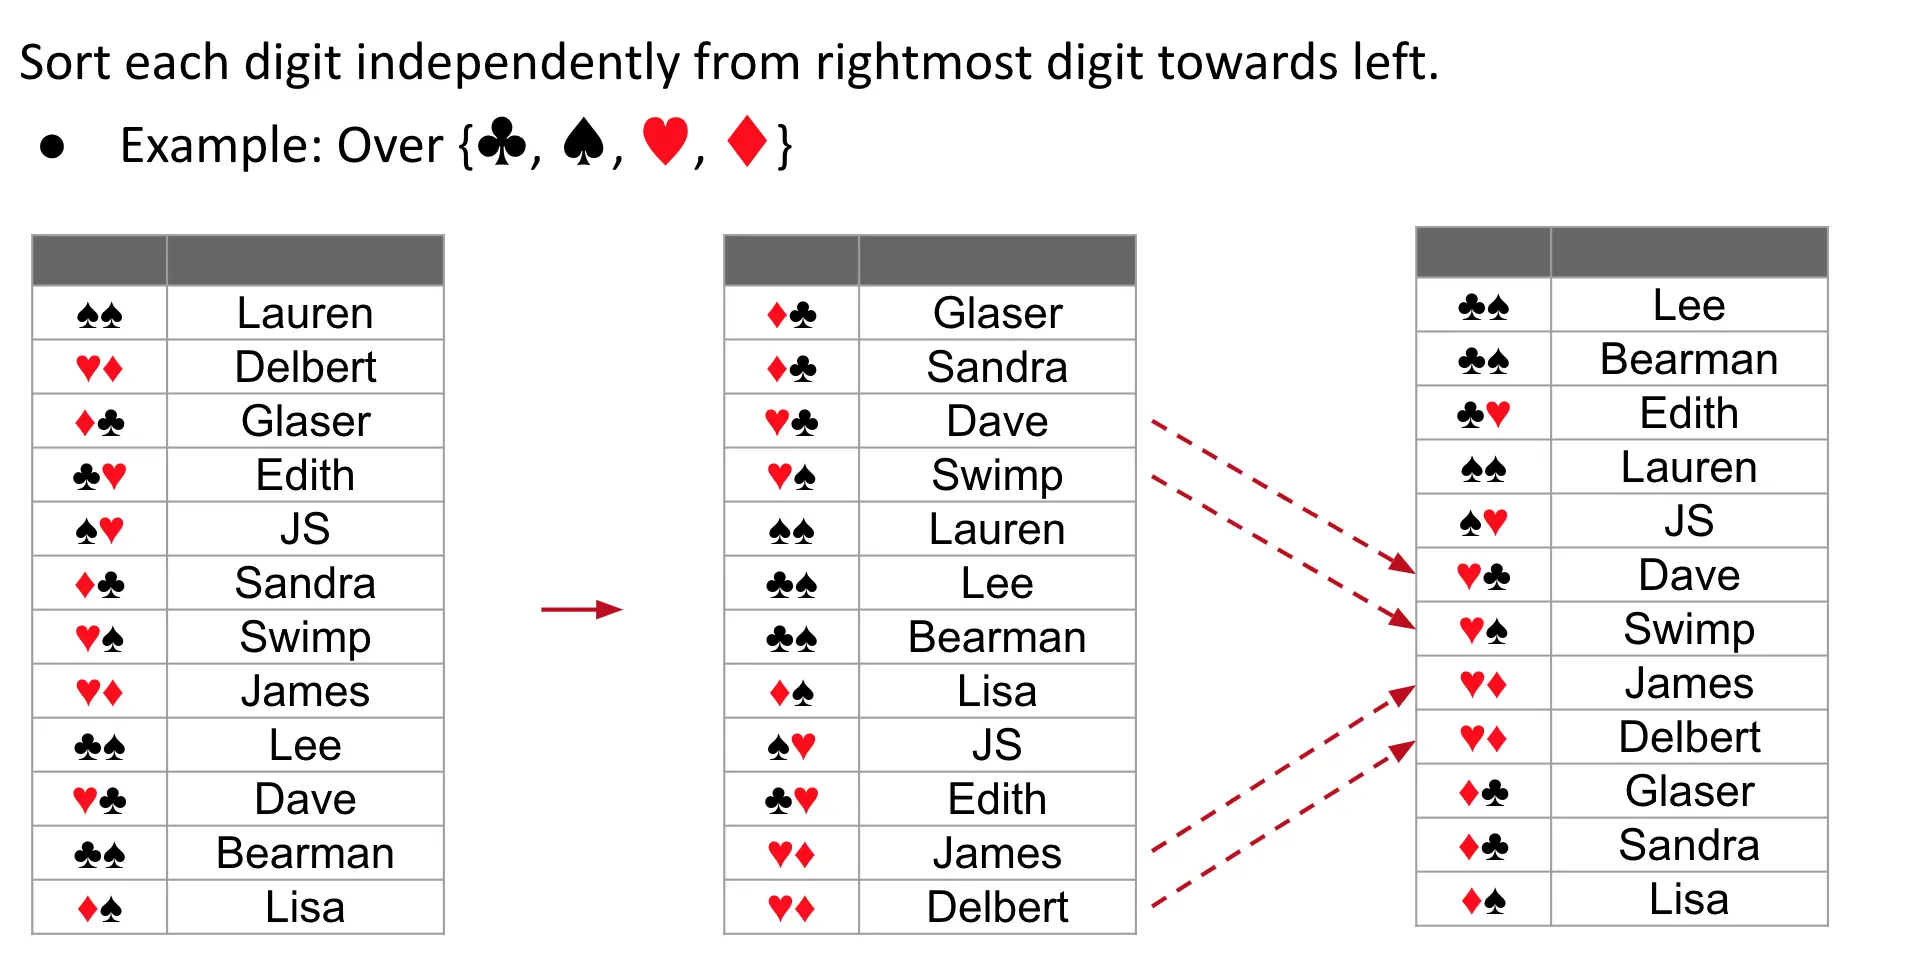 Sort each digit independently from rightmost digit towards left.
● Example: Over {♣, ♠, ♥, ♦}
♠♠ Lauren
♥♦ Delbert
♦♣ Glaser
♣♥ Edith
♠♥ JS
♦♣ Sandra
♥♠ Swimp
♥♦ James
♣♠ Lee
♥♣ Dave
♣♠ Bearman
♦♠ Lisa
♦♣ Glaser
♦♣ Sandra
♥♣ Dave
♥♠ Swimp
♠♠ Lauren
♣♠ Lee
♣♠ Bearman
♦♠ Lisa
♠♥ JS
♣♥ Edith
♥♦ James
♥♦ Delbert
♣♠ Lee
♣♠ Bearman
♣♥ Edith
♠♠ Lauren
♠♥ JS
♥♣ Dave
♥♠ Swimp
♥♦ James
♥♦ Delbert
♦♣ Glaser
♦♣ Sandra
♦♠ Lisa